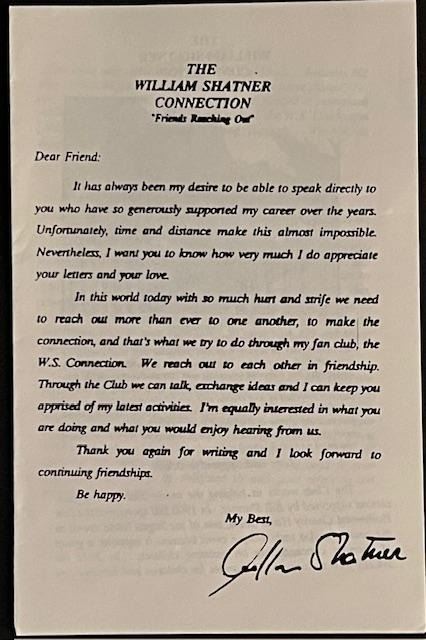 THE
WILLIAM SHATNER
CONNECTION
"Friends Reaching Out"
Dear Friend:
It has always been my desire to be able to speak directly to
you who have so generously supported my career over the years.
Unfortunately, time and distance make this almost impossible.
Nevertheless, I want you to know how very much I do appreciate
your letters and your love.
In this world today with so much hurt and strife we need
to reach out more than ever to one another, to make the
connection, and that's what we try to do through my fan club, the
W.S. Connection. We reach out to each other in friendship.
Through the Club we can talk, exchange ideas and I can keep you
apprised of my latest activities. I'm equally interested in what you
are doing and what you would enjoy hearing from us.
Thank you again for writing and I look forward to
continuing friendships.
Be happy.
My Best,
William Shatner